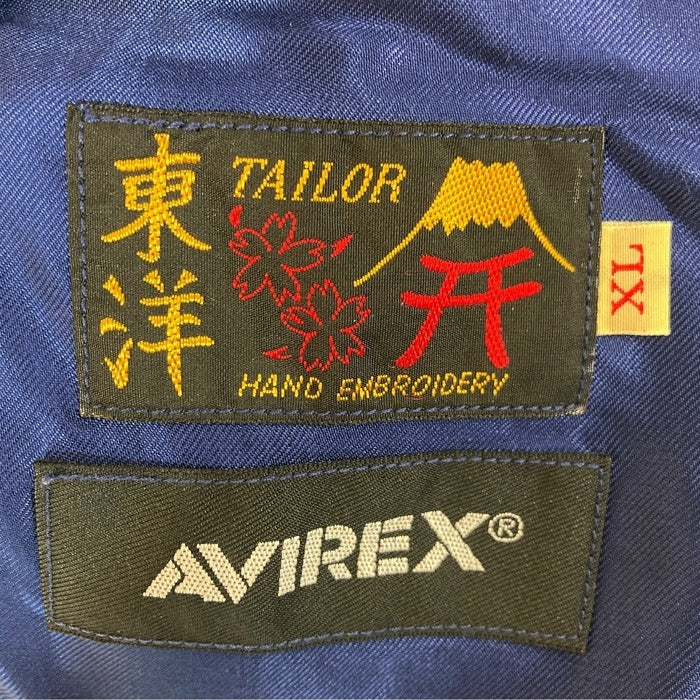 東洋
TAILOR
HAND EMBROIDERY
XL
AVIREX®